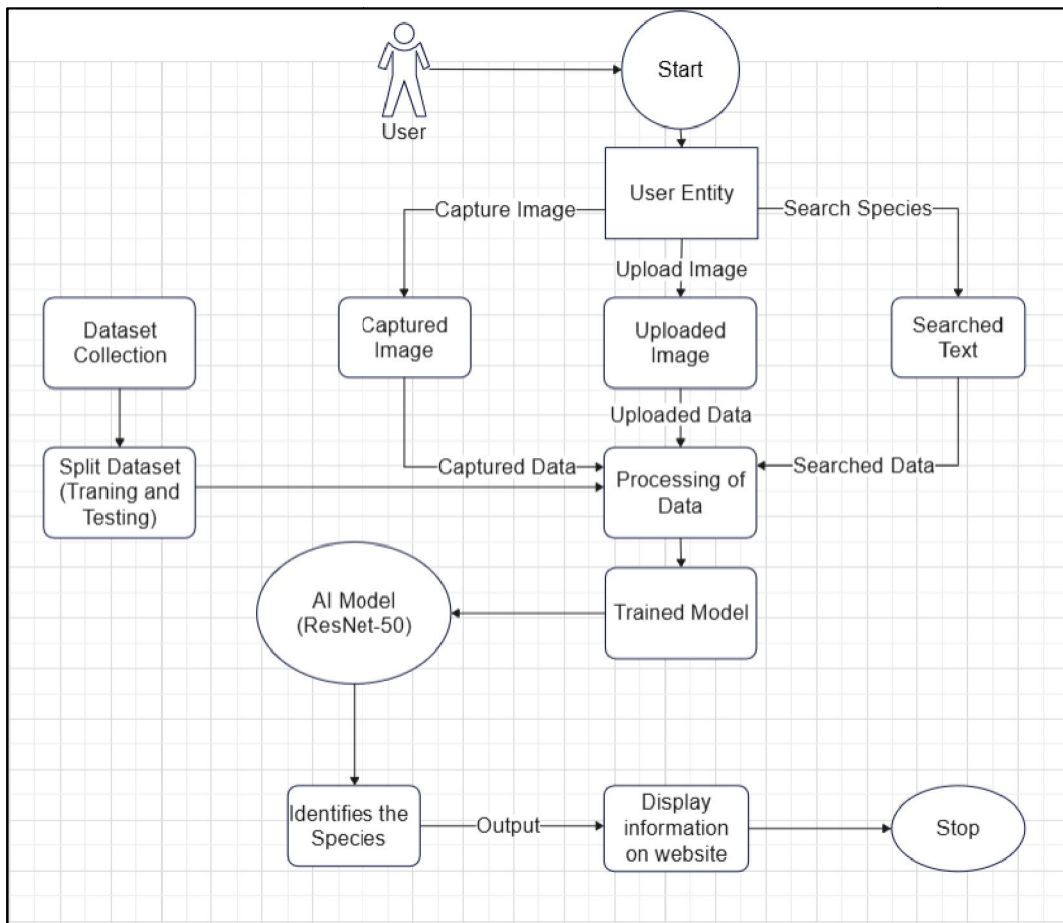 Start
User
User Entity
Capture Image
Search Species
Upload Image
Dataset
Collection
Captured
Image
Uploaded
Image
Searched
Text
Uploaded Data
Split Dataset
(Traning and
Testing)
Captured Data
Processing of
Data
Searched Data
AI Model
(ResNet-50)
Trained Model
Identifies the
Species
Output
Display
information
on website
Stop